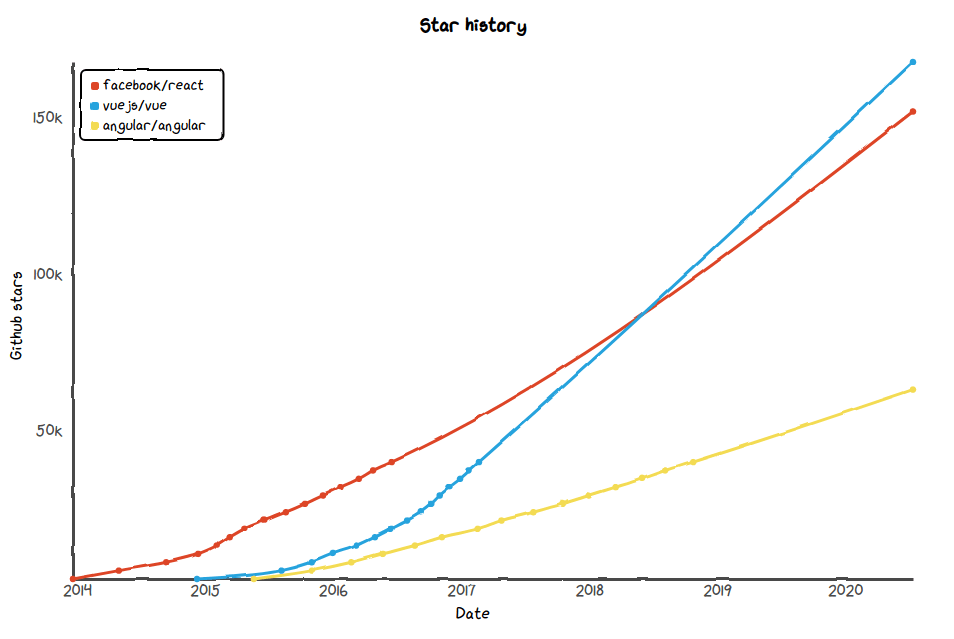 Star history
facebook/react
vuejs/vue
angular/angular
150k
100k
50k
Github stars
2014 2015 2016 2017 2018 2019 2020
Date